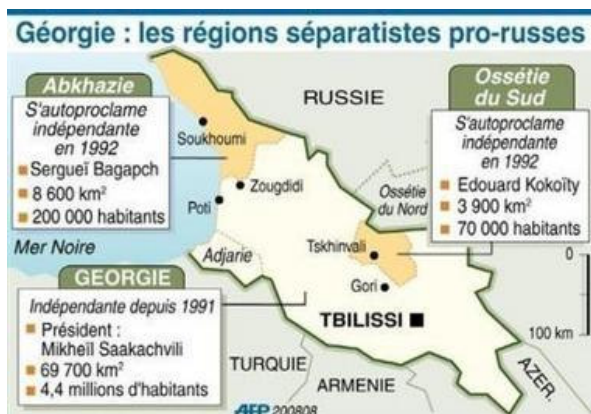 Géorgie : les régions séparatistes pro-russes
Abkhazie
S'autoproclame
indépendante
en 1992
Sergueï Bagapch
8 600 km²
200 000 habitants
Ossétie
du Sud
S'autoproclame
indépendante
en 1992
Edouard Kokoïty
3 900 km²
70 000 habitants
RUSSIE
Soukhoumi
Zougdidi
Poti
Ossétie
du Nord
Mer Noire
Adjarie
Tskhinvali
Gori
TBILISSI
0
100 km
GEORGIE
Indépendante depuis 1991
Président :
Mikheïl Saakachvili
69 700 km²
4,4 millions d'habitants
TURQUIE
ARMENIE
AZER.
AFP 200808